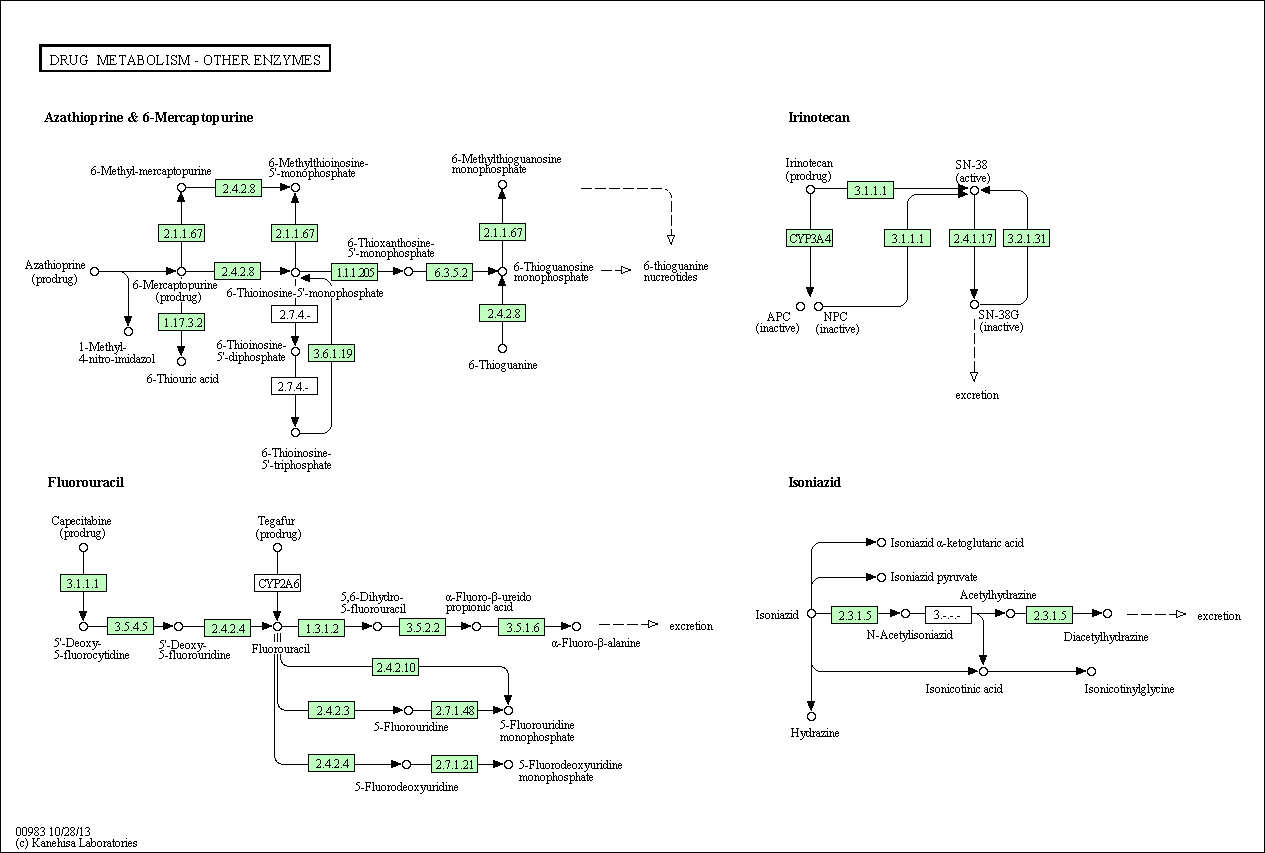 DRUG METABOLISM - OTHER ENZYMES
Azathioprine & 6-Mercaptopurine
6-Methyl-mercaptopurine
6-Methylthioinosine-
5'-monophosphate
6-Methylthioguanosine
monophosphate
2.4.2.8
2.1.1.67
2.1.1.67
2.1.1.67
6-Thioxanthosine-
5'-monophosphate
Azathioprine
(prodrug)
2.4.2.8
1.1.1.205
6.3.5.2
6-Thioguanosine
monophosphate
6-thioguanine
nucreotides
6-Mercaptopurine
(prodrug)
6-Thioinosine-5'-monophosphate
1.17.3.2
2.7.4.-
2.4.2.8
1-Methyl-
4-nitro-imidazol
6-Thioinosine-
5'-diphosphate
3.6.1.19
6-Thioguanine
6-Thiouric acid
2.7.4.-
6-Thioinosine-
5'-triphosphate
Irinotecan
Irinotecan
(prodrug)
SN-38
(active)
3.1.1.1
CYP3A4
3.1.1.1
2.4.1.17
3.2.1.31
APC
(inactive)
NPC
(inactive)
SN-38G
(inactive)
excretion
Fluorouracil
Capecitabine
(prodrug)
Tegafur
(prodrug)
3.1.1.1
CYP2A6
5,6-Dihydro-
5-fluorouracil
α-Fluoro-β-ureido
propionic acid
3.5.4.5
2.4.2.4
1.3.1.2
3.5.2.2
3.5.1.6
excretion
5'-Deoxy-
5-fluorocytidine
5'-Deoxy-
5-fluorouridine
Fluorouracil
α-Fluoro-β-alanine
2.4.2.10
2.4.2.3
2.7.1.48
5-Fluorouridine
5-Fluorouridine
monophosphate
2.4.2.4
2.7.1.21
5-Fluorodeoxyuridine
monophosphate
5-Fluorodeoxyuridine
Isoniazid
Isoniazid α-ketoglutaric acid
Isoniazid pyruvate
Acetylhydrazine
Isoniazid
2.3.1.5
3.-.-.-
2.3.1.5
excretion
N-Acetylisoniazid
Diacetylhydrazine
Isonicotinic acid
Isonicotinylglycine
Hydrazine
00983 10/28/13
(c) Kanehisa Laboratories